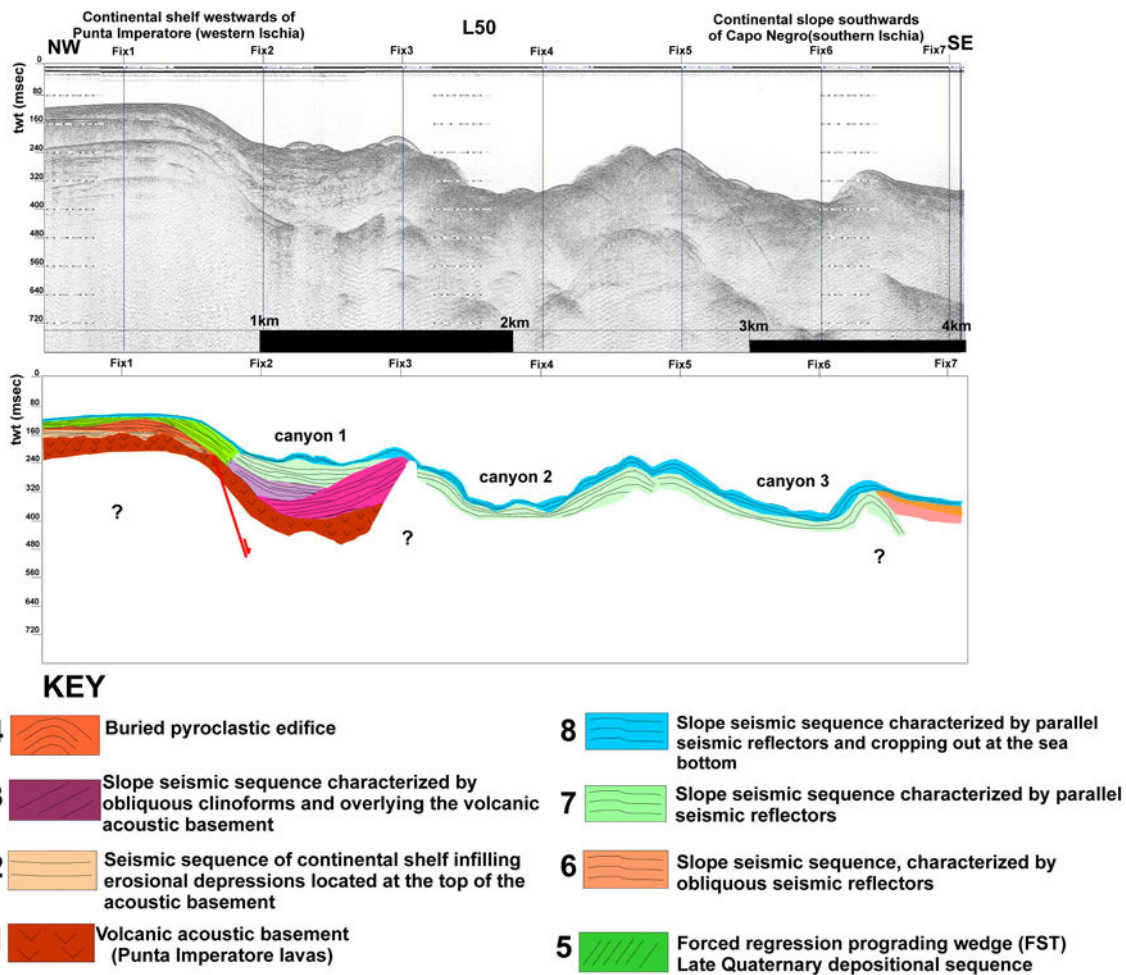 Continental shelf westwards of
Punta Imperatore (western Ischia)
L50
Continental slope southwards
of Capo Negro(southern Ischia)
NW
SE
Fix1 Fix2 Fix3 Fix4 Fix5 Fix6 Fix7
twt (msec)
0
80
160
240
320
400
480
560
640
720
1km 2km 3km 4km
Fix1 Fix2 Fix3 Fix4 Fix5 Fix6 Fix7
twt (msec)
0
80
160
240
320
400
480
560
640
720
canyon 1
canyon 2
canyon 3
? ? ?
KEY
4 Buried pyroclastic edifice
3 Slope seismic sequence characterized by
obliquous clinoforms and overlying the volcanic
acoustic basement
2 Seismic sequence of continental shelf infilling
erosional depressions located at the top of the
acoustic basement
1 Volcanic acoustic basement
(Punta Imperatore lavas)
8 Slope seismic sequence characterized by parallel
seismic reflectors and cropping out at the sea
bottom
7 Slope seismic sequence characterized by parallel
seismic reflectors
6 Slope seismic sequence, characterized by
obliquous seismic reflectors
5 Forced regression prograding wedge (FST)
Late Quaternary depositional sequence